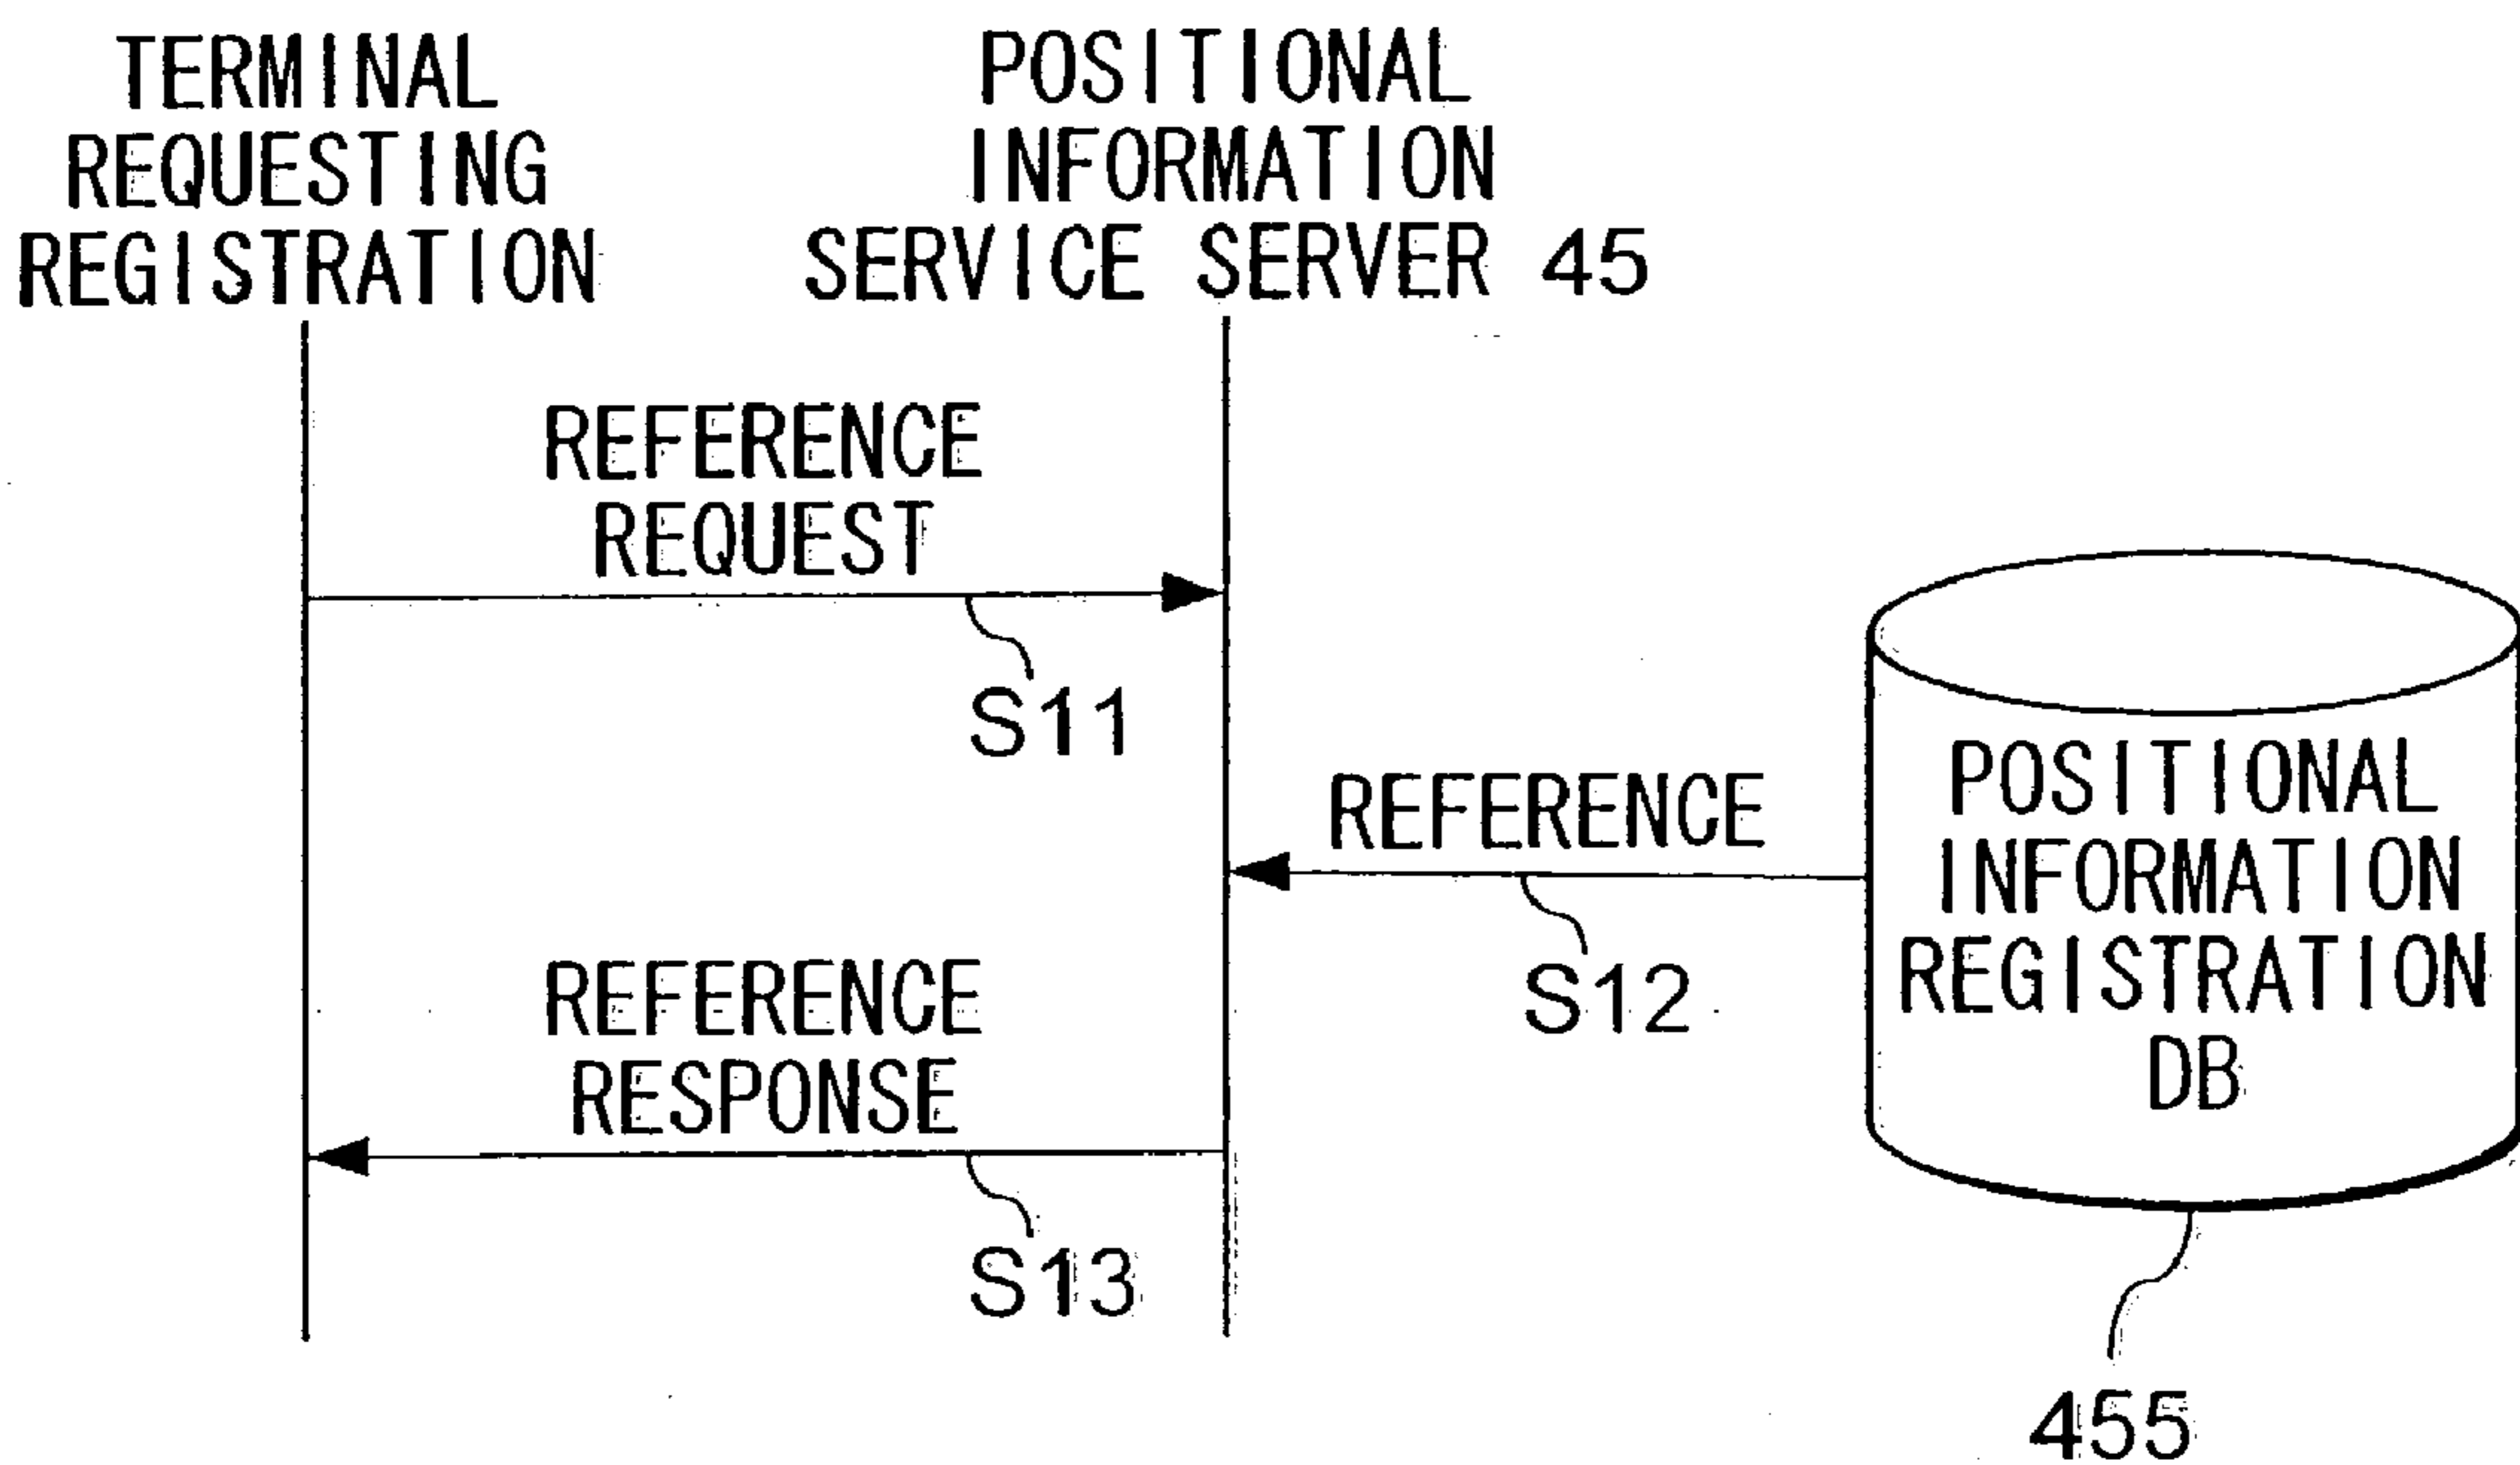 TERMINAL
REQUESTING
REGISTRATION
POSITIONAL
INFORMATION
SERVICE SERVER 45
REFERENCE
REQUEST
S11
REFERENCE
S12
POSITIONAL
INFORMATION
REGISTRATION
DB
REFERENCE
RESPONSE
S13
455